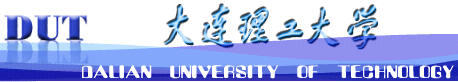 DUT 大连理工大学
DALIAN UNIVERSITY OF TECHNOLOGY